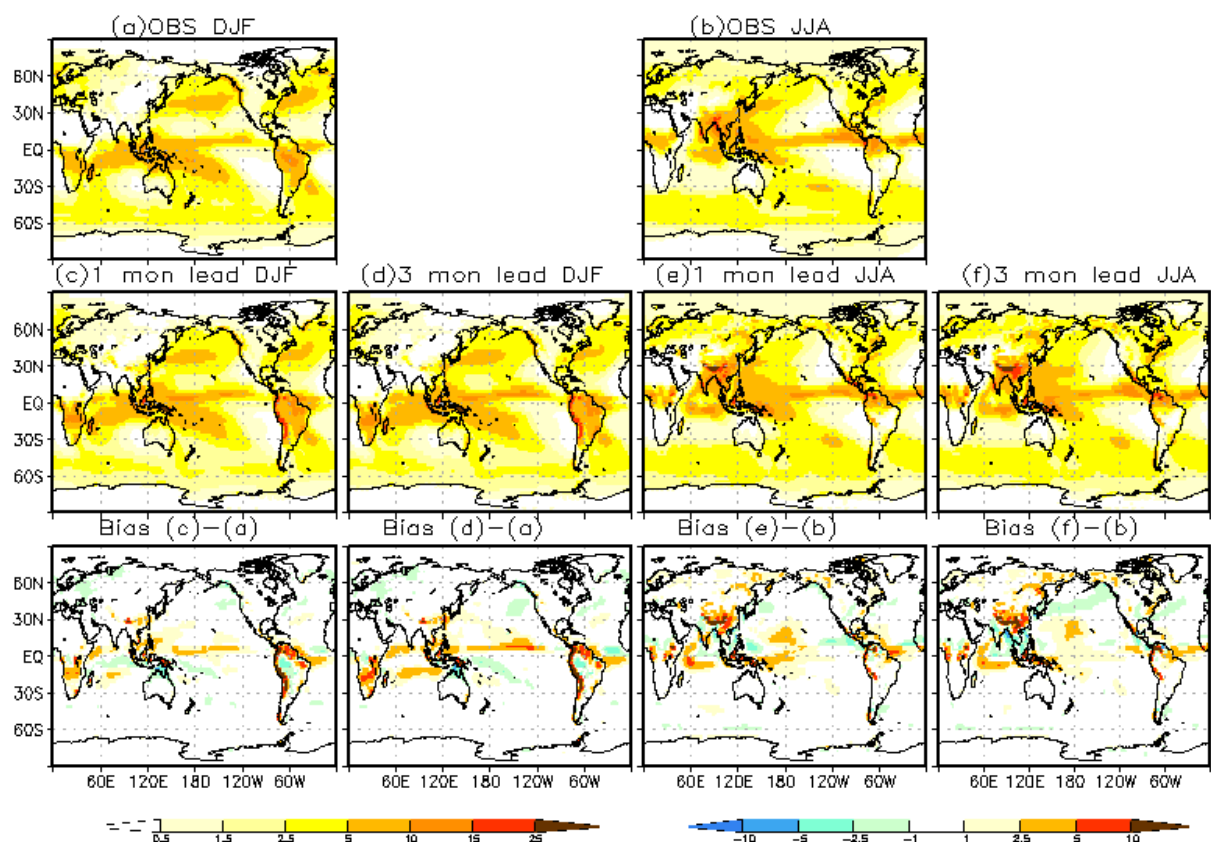 (a)OBS DJF (b)OBS JJA
60N
30N
EQ
30S
60S
(c)1 mon lead DJF (d)3 mon lead DJF (e)1 mon lead JJA (f)3 mon lead JJA
60N
30N
EQ
30S
60S
Bias (c)-(a) Bias (d)-(a) Bias (e)-(b) Bias (f)-(b)
60N
30N
EQ
30S
60S
60E 120E 180 120W 60W 60E 120E 180 120W 60W 60E 120E 180 120W 60W 60E 120E 180 120W 60W
0.5 1.5 2.5 5 10 15 25 -10 -5 -2.5 -1 1 2.5 5 10